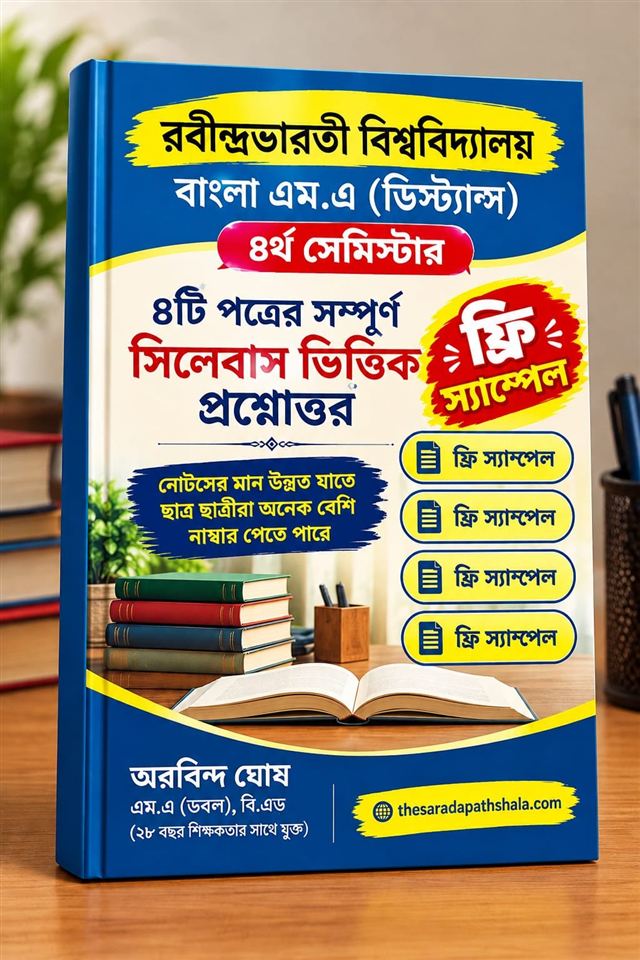 রবীন্দ্রভারতী বিশ্ববিদ্যালয়
বাংলা এম.এ (ডিস্ট্যান্স)
৪র্থ সেমিস্টার
৪টি পত্রের সম্পুর্ণ
সিলেবাস ভিত্তিক
প্রশ্নোত্তর
ফ্রি
স্যাম্পেল
নোটসের মান উন্নত যাতে
ছাত্র ছাত্রীরা অনেক বেশি
নাম্বার পেতে পারে
ফ্রি স্যাম্পেল
ফ্রি স্যাম্পেল
ফ্রি স্যাম্পেল
ফ্রি স্যাম্পেল
অরবিন্দ ঘোষ
এম.এ (ডবল), বি.এড
(২৮ বছর শিক্ষকতার সাথে যুক্ত)
thesaradapathshala.com